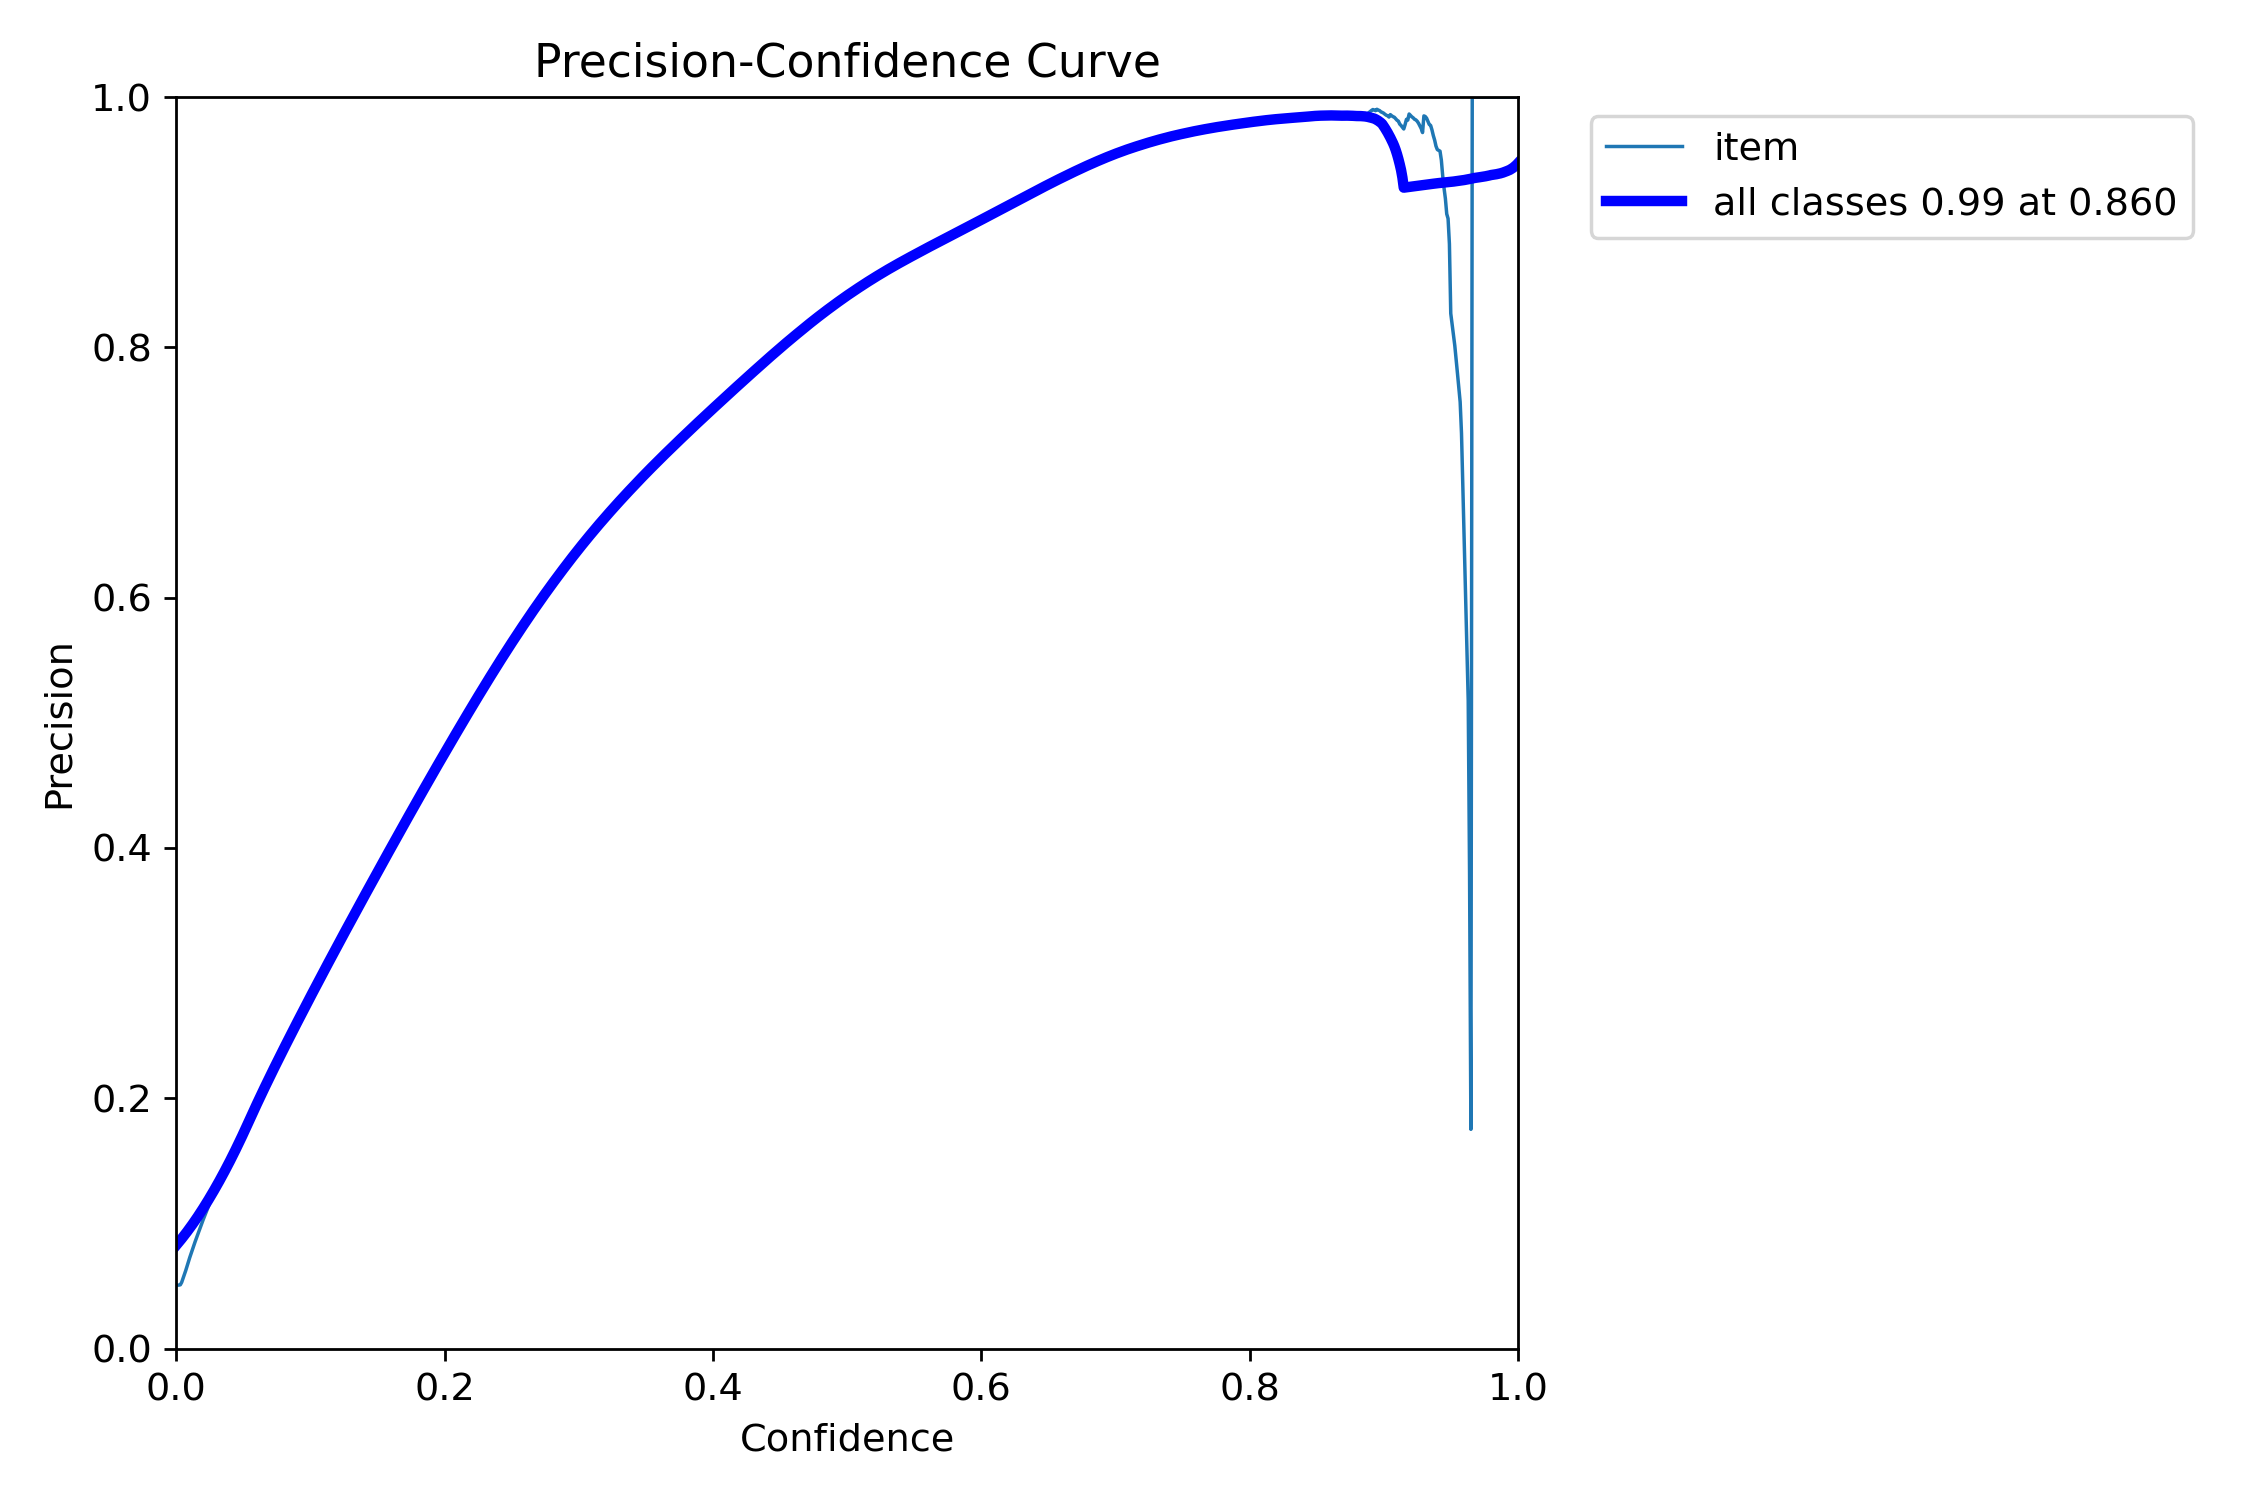 Precision-Confidence Curve
1.0
0.8
0.6
0.4
0.2
0.0
Precision
0.0 0.2 0.4 0.6 0.8 1.0
Confidence
item
all classes 0.99 at 0.860